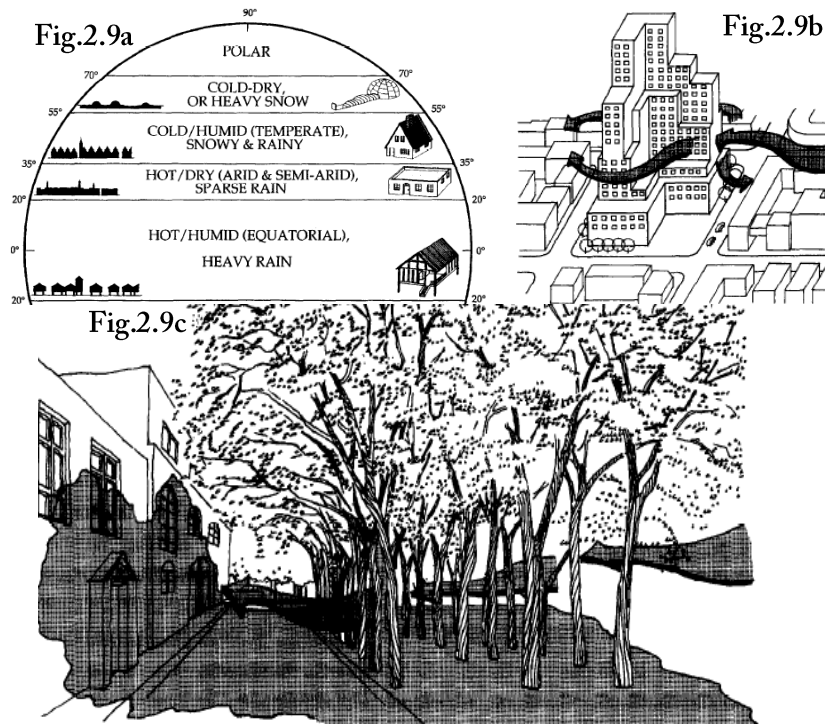 Fig.2.9a
90°
POLAR
70°
70°
COLD-DRY,
OR HEAVY SNOW
55°
55°
COLD/HUMID (TEMPERATE),
SNOWY & RAINY
35°
35°
HOT/DRY (ARID & SEMI-ARID),
SPARSE RAIN
20°
20°
HOT/HUMID (EQUATORIAL),
0°
0°
HEAVY RAIN
20°
20°
Fig.2.9b
Fig.2.9c